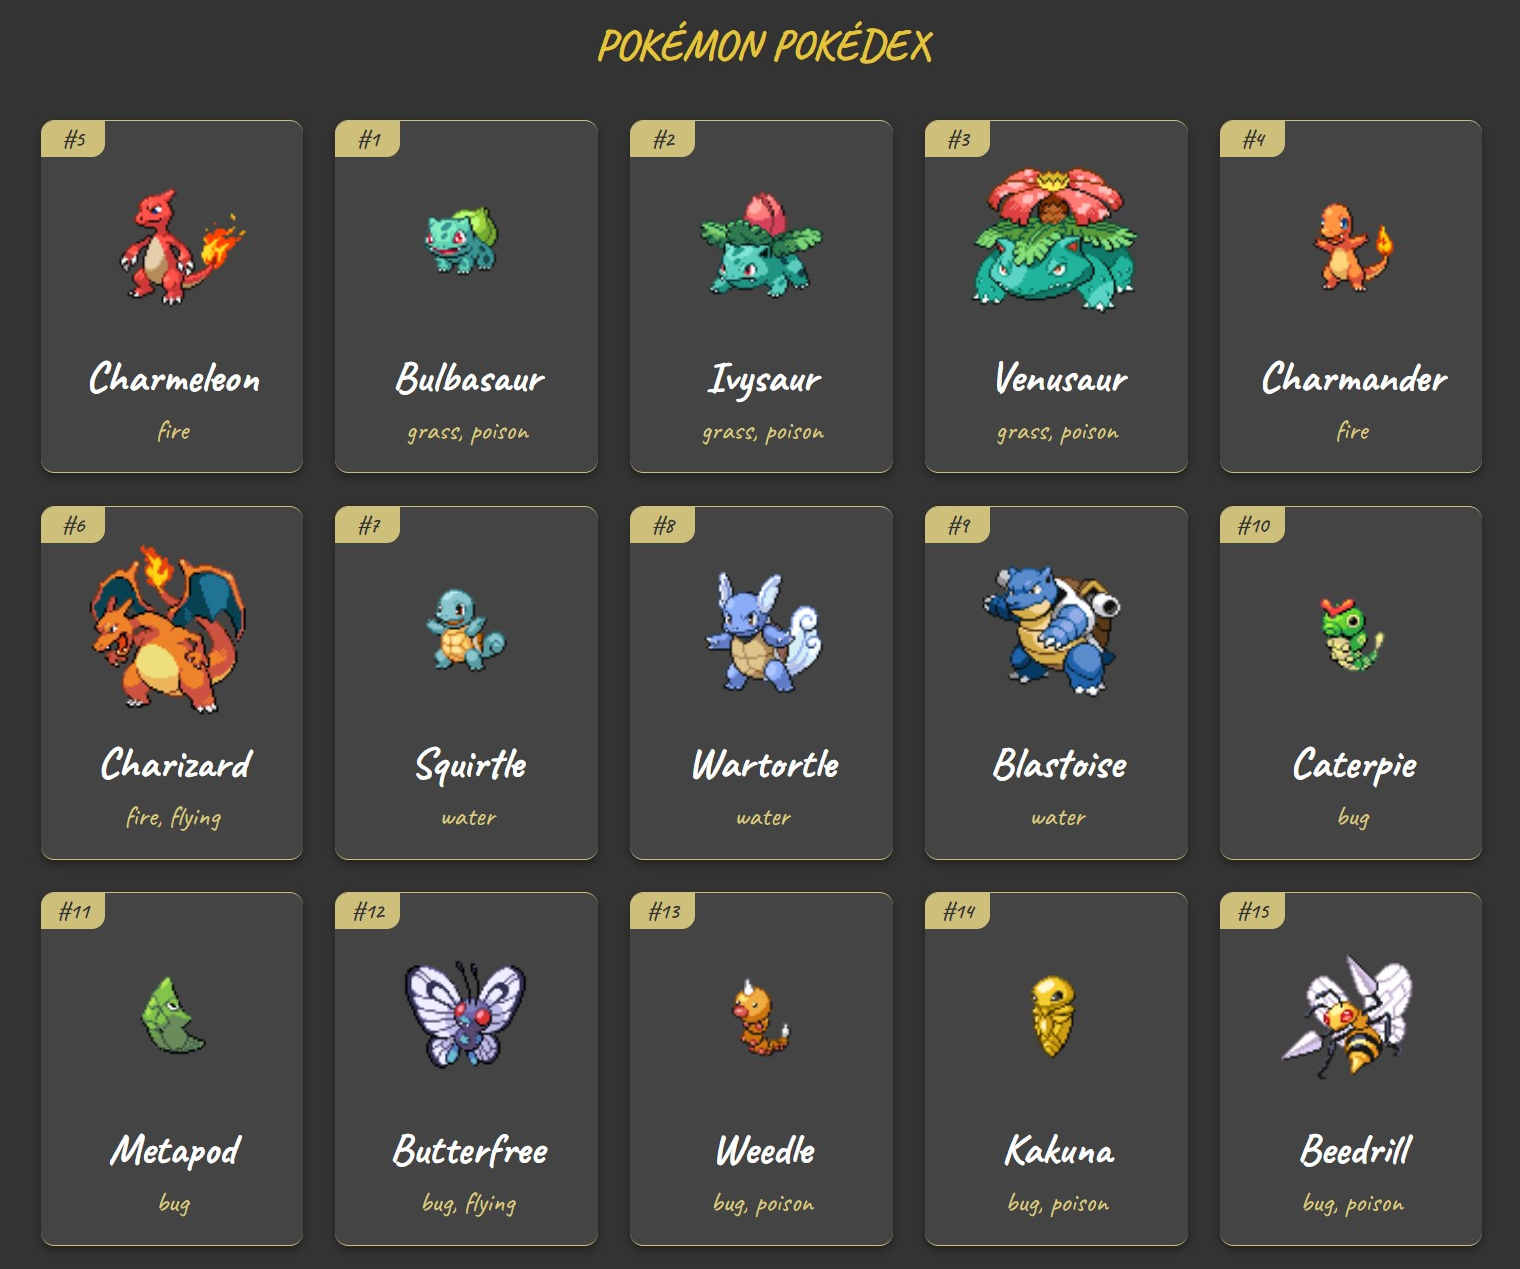 POKÉMON POKÉDEX
#5
Charmeleon
fire
#1
Bulbasaur
grass, poison
#2
Ivysaur
grass, poison
#3
Venusaur
grass, poison
#4
Charmander
fire
#6
Charizard
fire, flying
#7
Squirtle
water
#8
Wartortle
water
#9
Blastoise
water
#10
Caterpie
bug
#11
Metapod
bug
#12
Butterfree
bug, flying
#13
Weedle
bug, poison
#14
Kakuna
bug, poison
#15
Beedrill
bug, poison